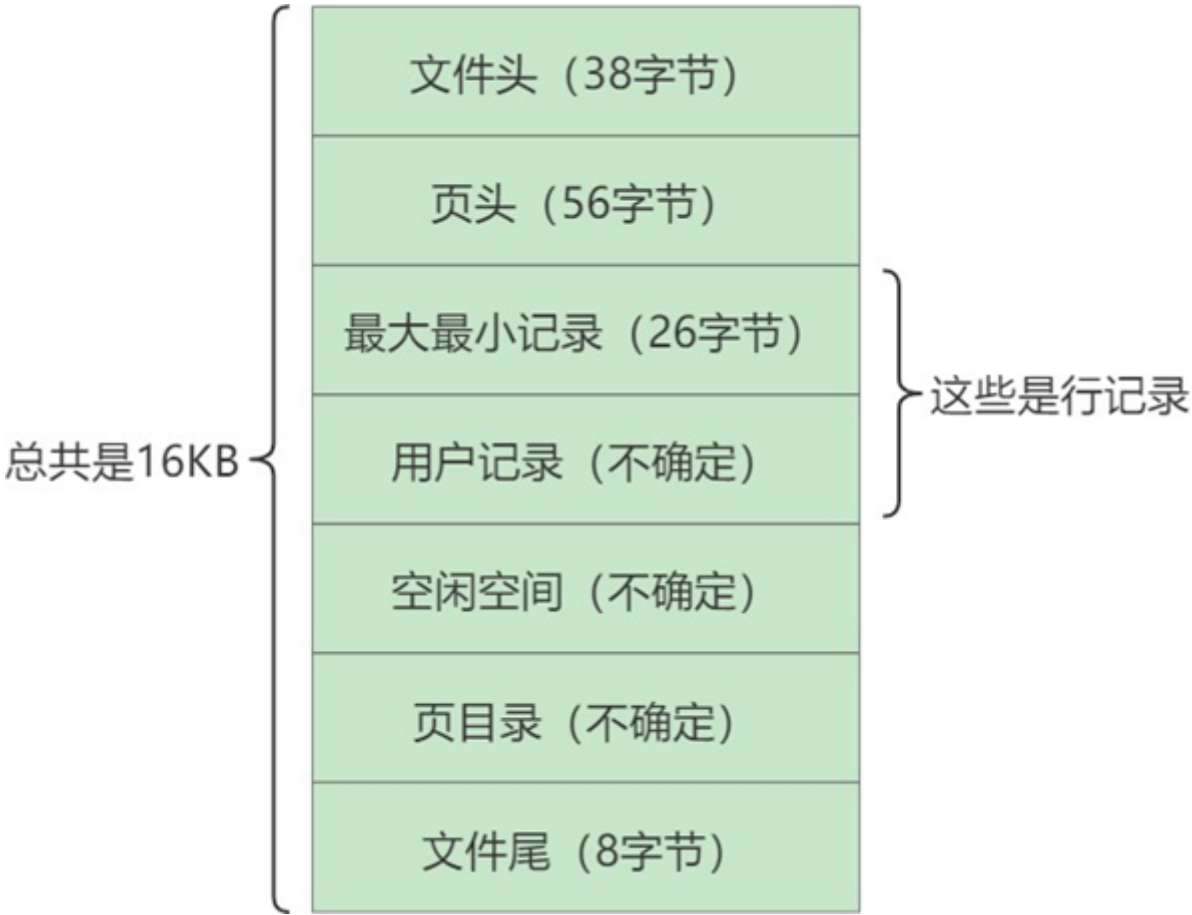 文件头（38字节）
页头（56字节）
最大最小记录（26字节）
这些是行记录
用户记录（不确定）
总共是16KB
空闲空间（不确定）
页目录（不确定）
文件尾（8字节）